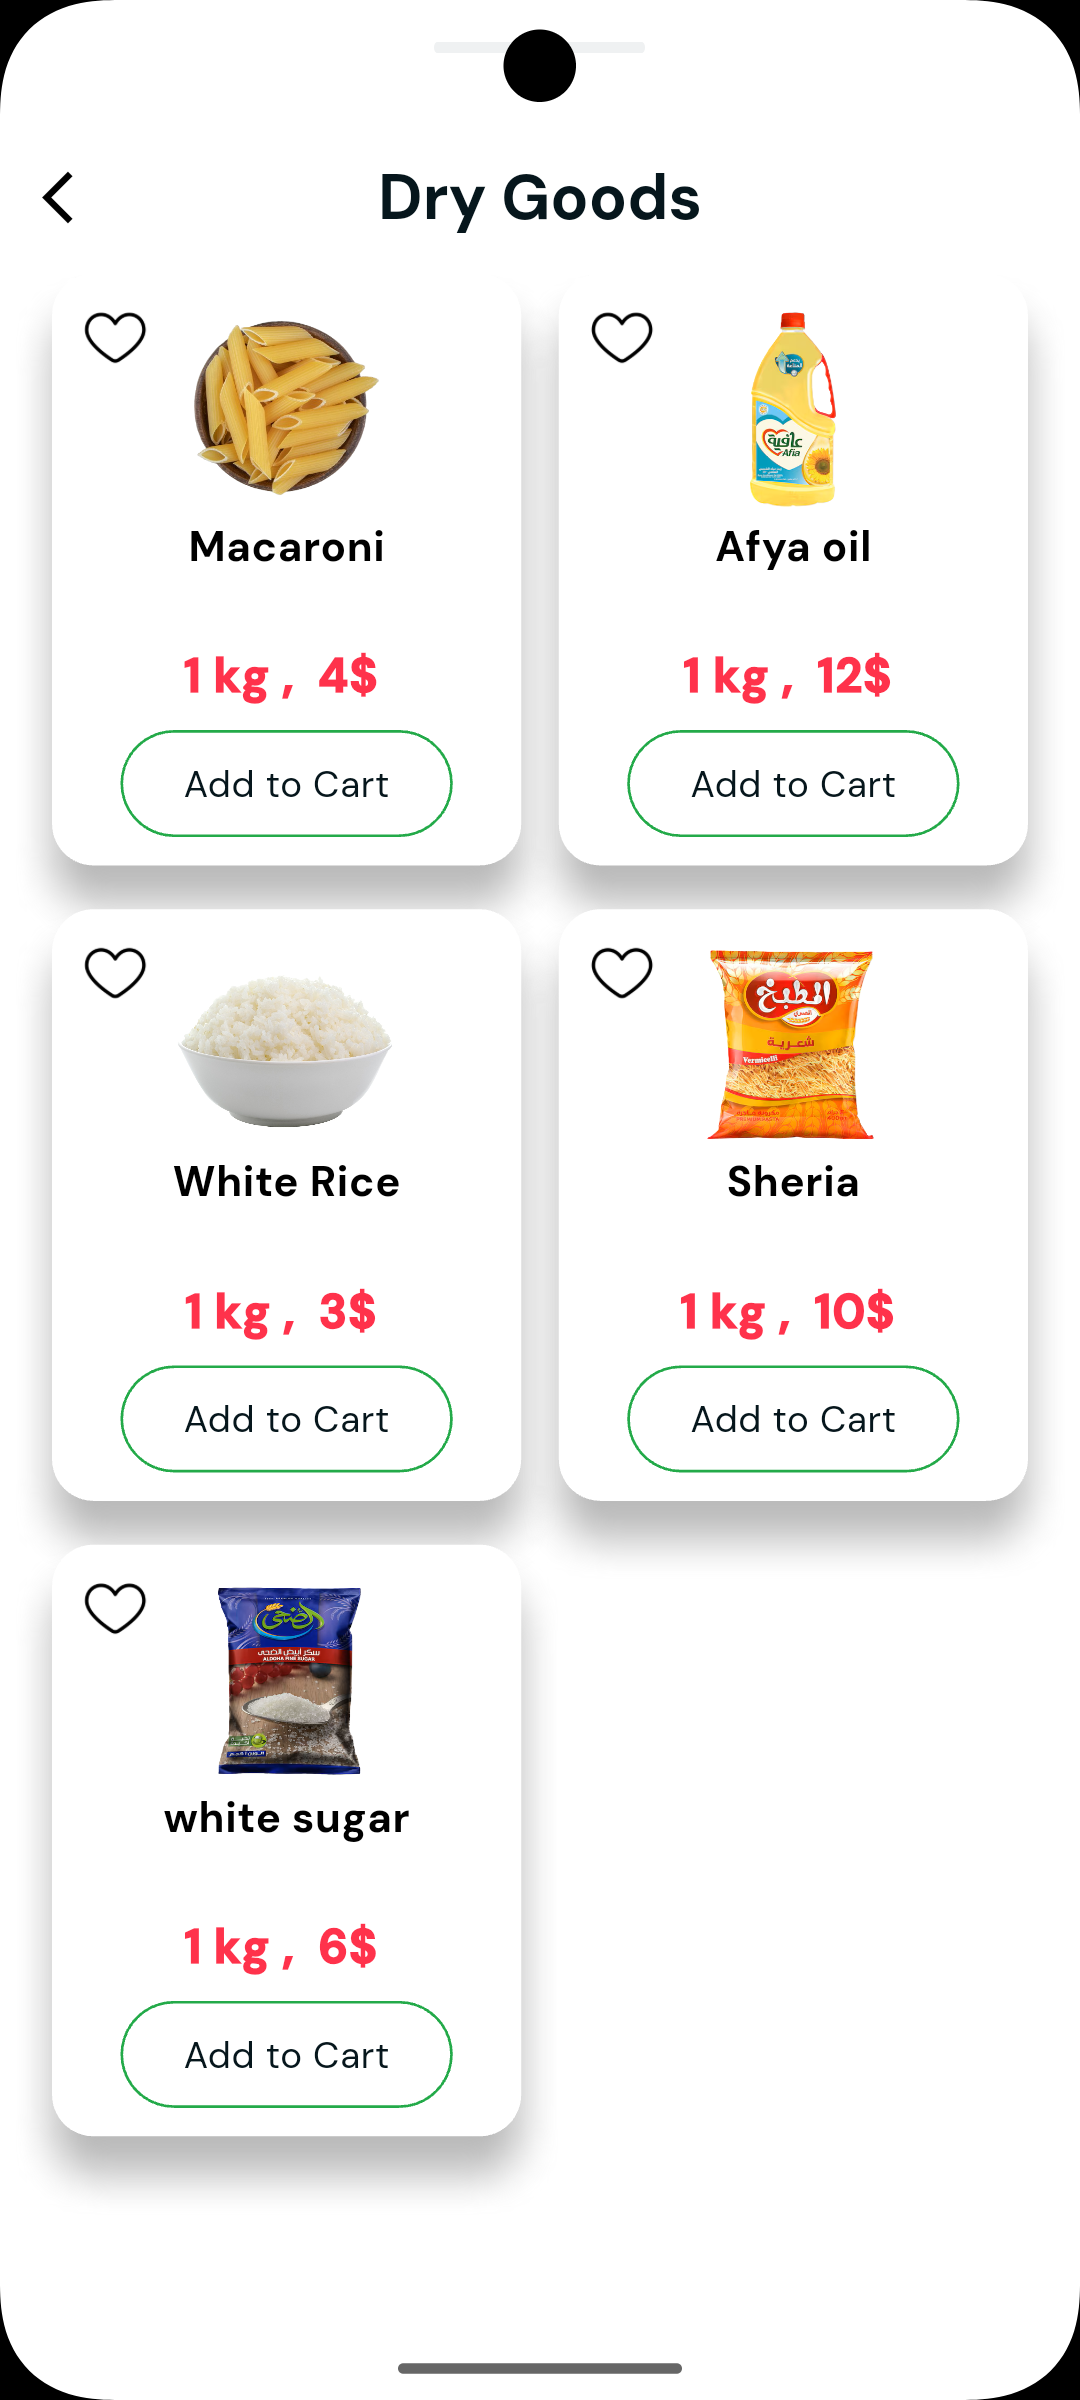 Dry Goods
عافية
Afia
Macaroni
Afya oil
1 kg , 4$
1 kg , 12$
Add to Cart
Add to Cart
المطبخ
شعرية
Vermicelli
White Rice
Sheria
1 kg , 3$
1 kg , 10$
Add to Cart
Add to Cart
الضحى
سكر أبيض الضحى
ALDOHA FINE SUGAR
white sugar
1 kg , 6$
Add to Cart